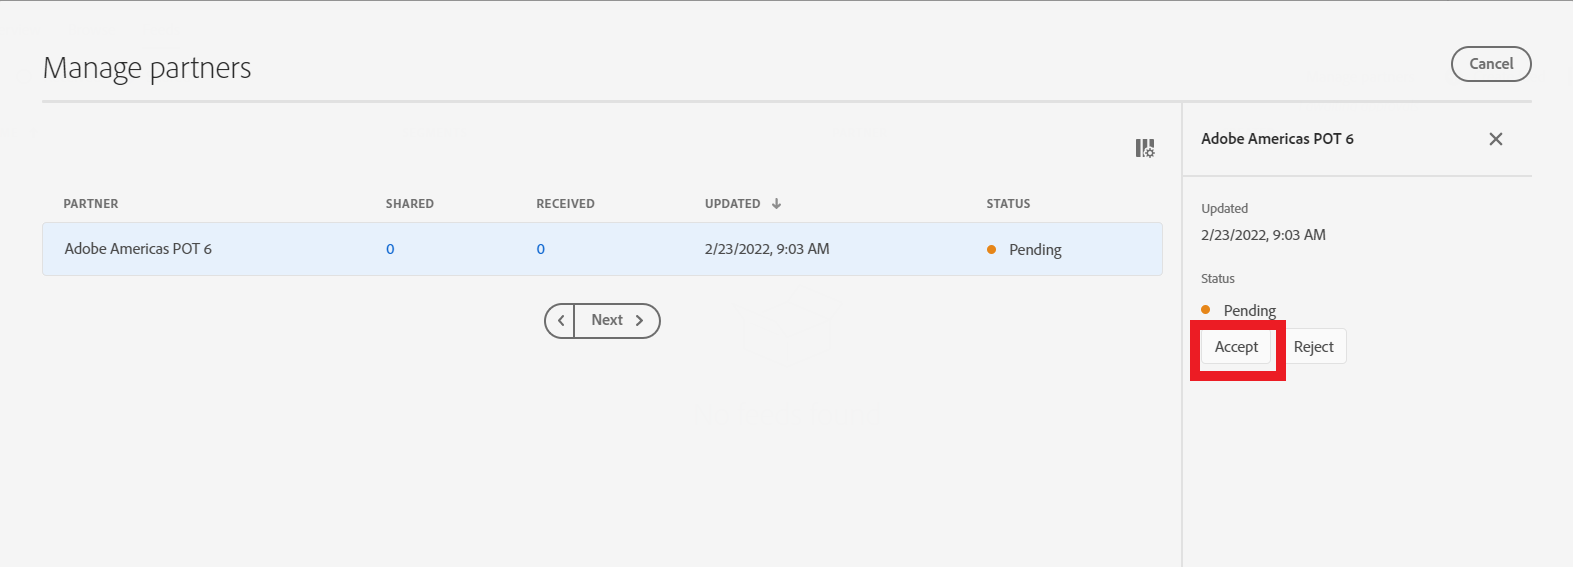 Manage partners
Cancel
PARTNER SHARED RECEIVED UPDATED STATUS
Adobe Americas POT 6 0 0 2/23/2022, 9:03 AM Pending
Next
Adobe Americas POT 6
Updated
2/23/2022, 9:03 AM
Status
Pending
Accept Reject